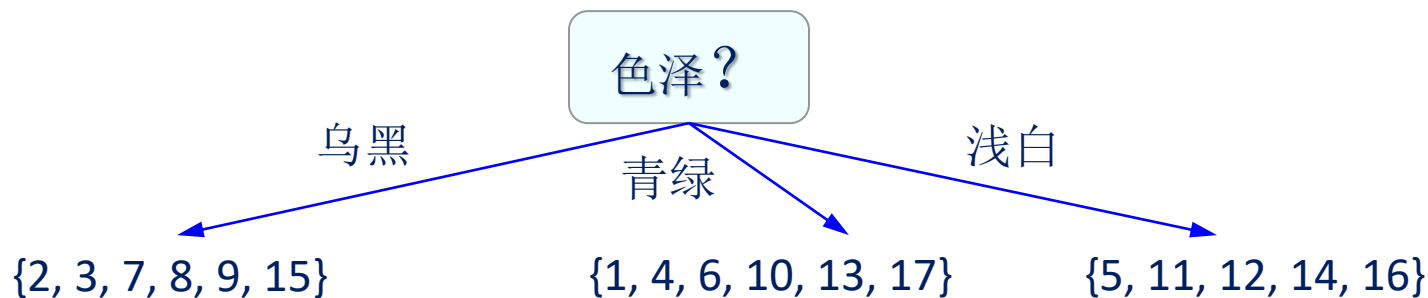 色泽？
乌黑
青绿
浅白
{2, 3, 7, 8, 9, 15}
{1, 4, 6, 10, 13, 17}
{5, 11, 12, 14, 16}